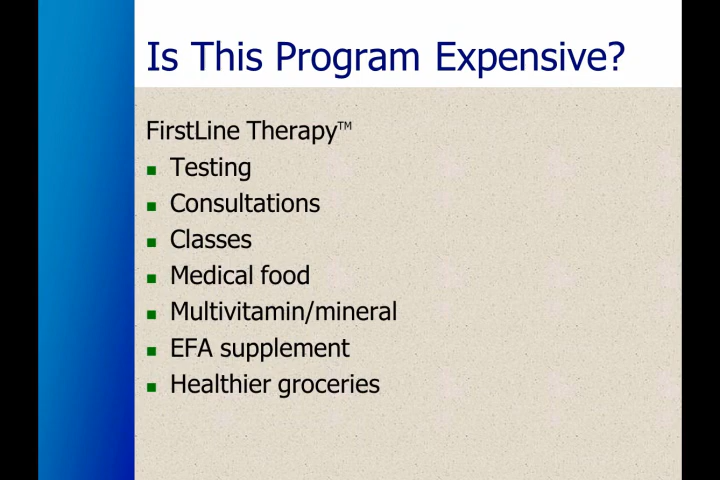 Is This Program Expensive?
FirstLine Therapy™
Testing
Consultations
Classes
Medical food
Multivitamin/mineral
EFA supplement
Healthier groceries